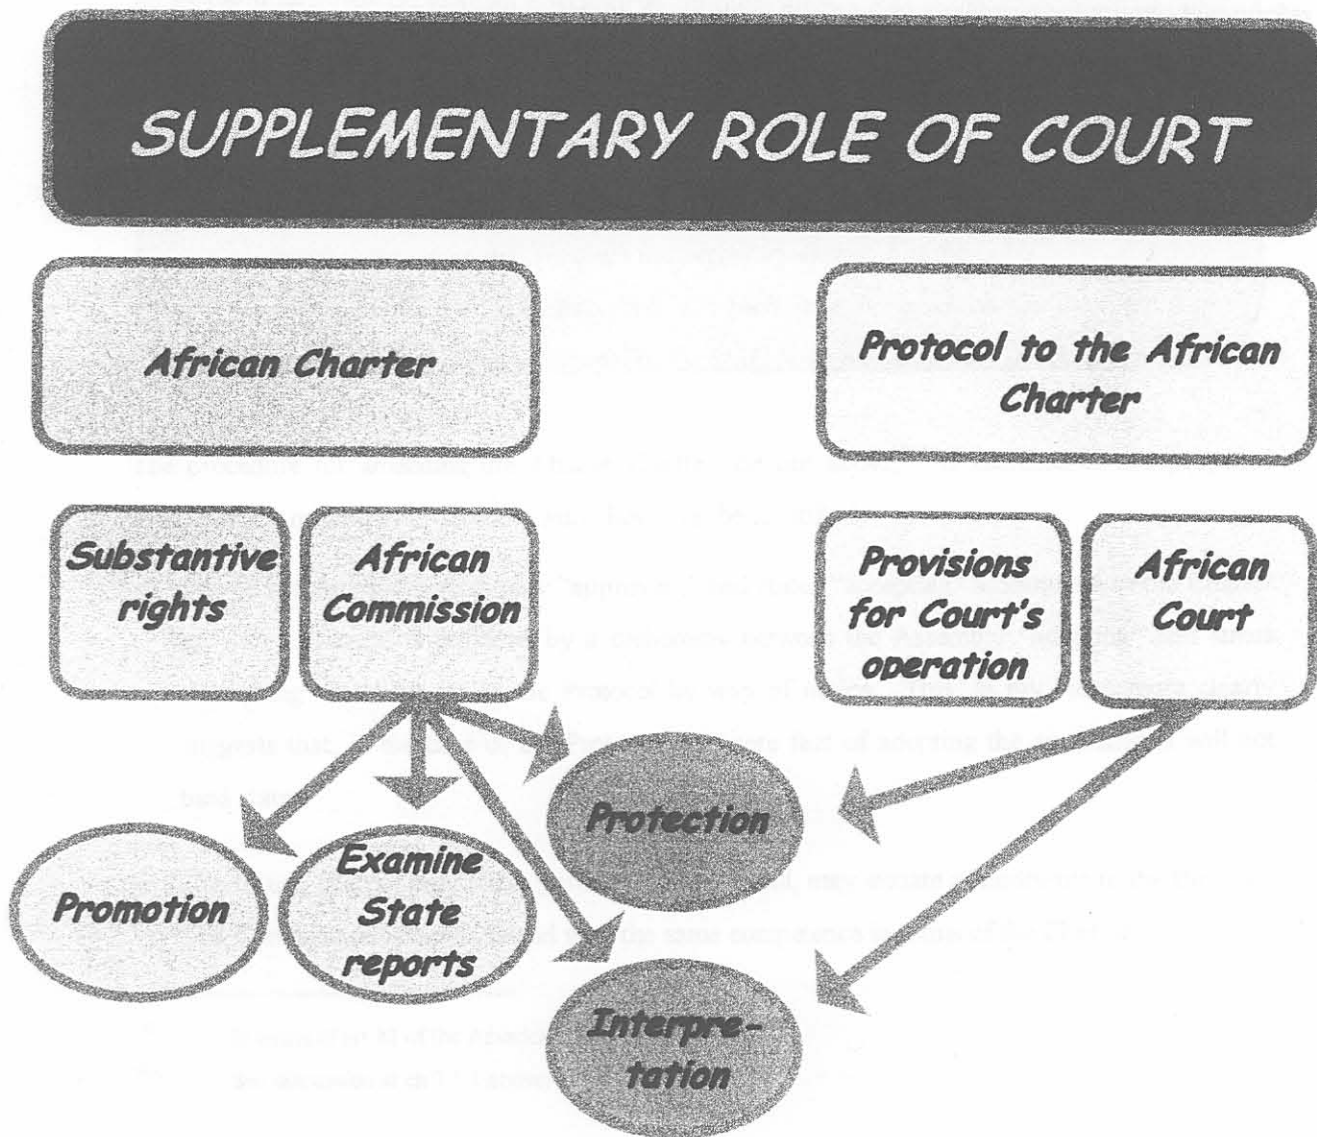 SUPPLEMENTARY ROLE OF COURT
African Charter
Protocol to the African
Charter
Substantive
rights
African
Commission
Provisions
for Court's
operation
African
Court
Protection
Promotion
Examine
State
reports
Interpre-
tation